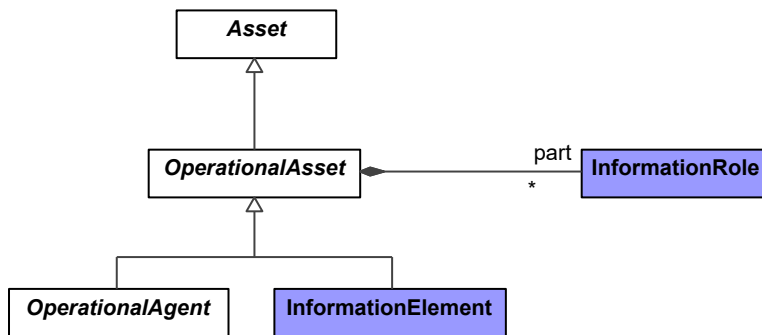 Asset
OperationalAsset
part
*
InformationRole
OperationalAgent
InformationElement